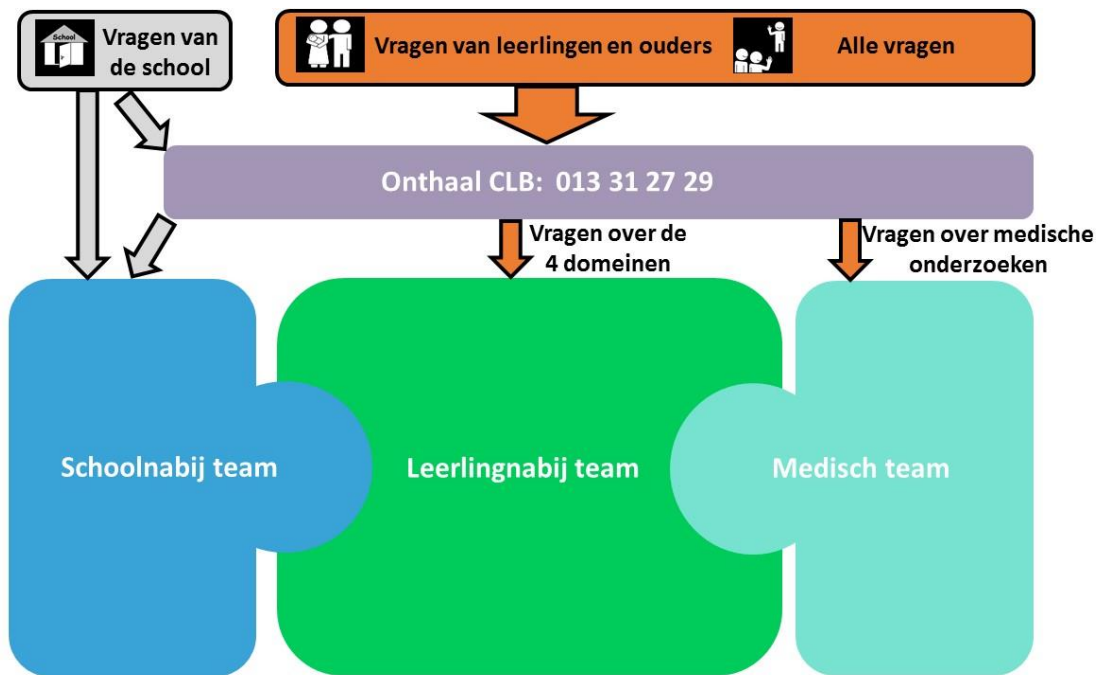 School
Vragen van
de school
Vragen van leerlingen en ouders
Alle vragen
Onthaal CLB: 013 31 27 29
Vragen over de
4 domeinen
Vragen over medische
onderzoeken
Schoolnabij team
Leerlingnabij team
Medisch team